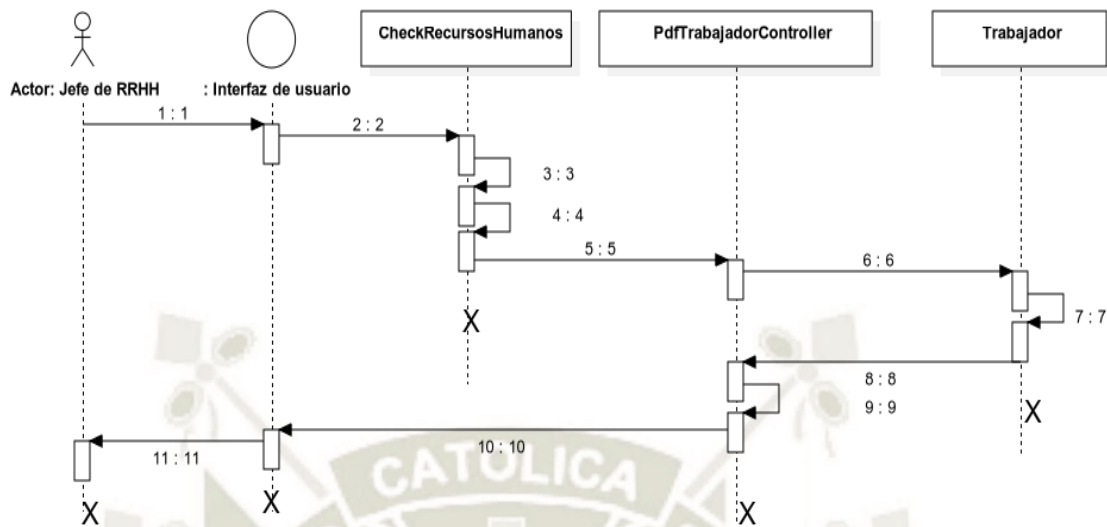 CheckRecursosHumanos
PdfTrabajadorController
Trabajador
Actor: Jefe de RRHH
: Interfaz de usuario
1 : 1
2 : 2
3 : 3
4 : 4
5 : 5
6 : 6
7 : 7
8 : 8
9 : 9
10 : 10
11 : 11
X
X
X
X
X
CATOLICA